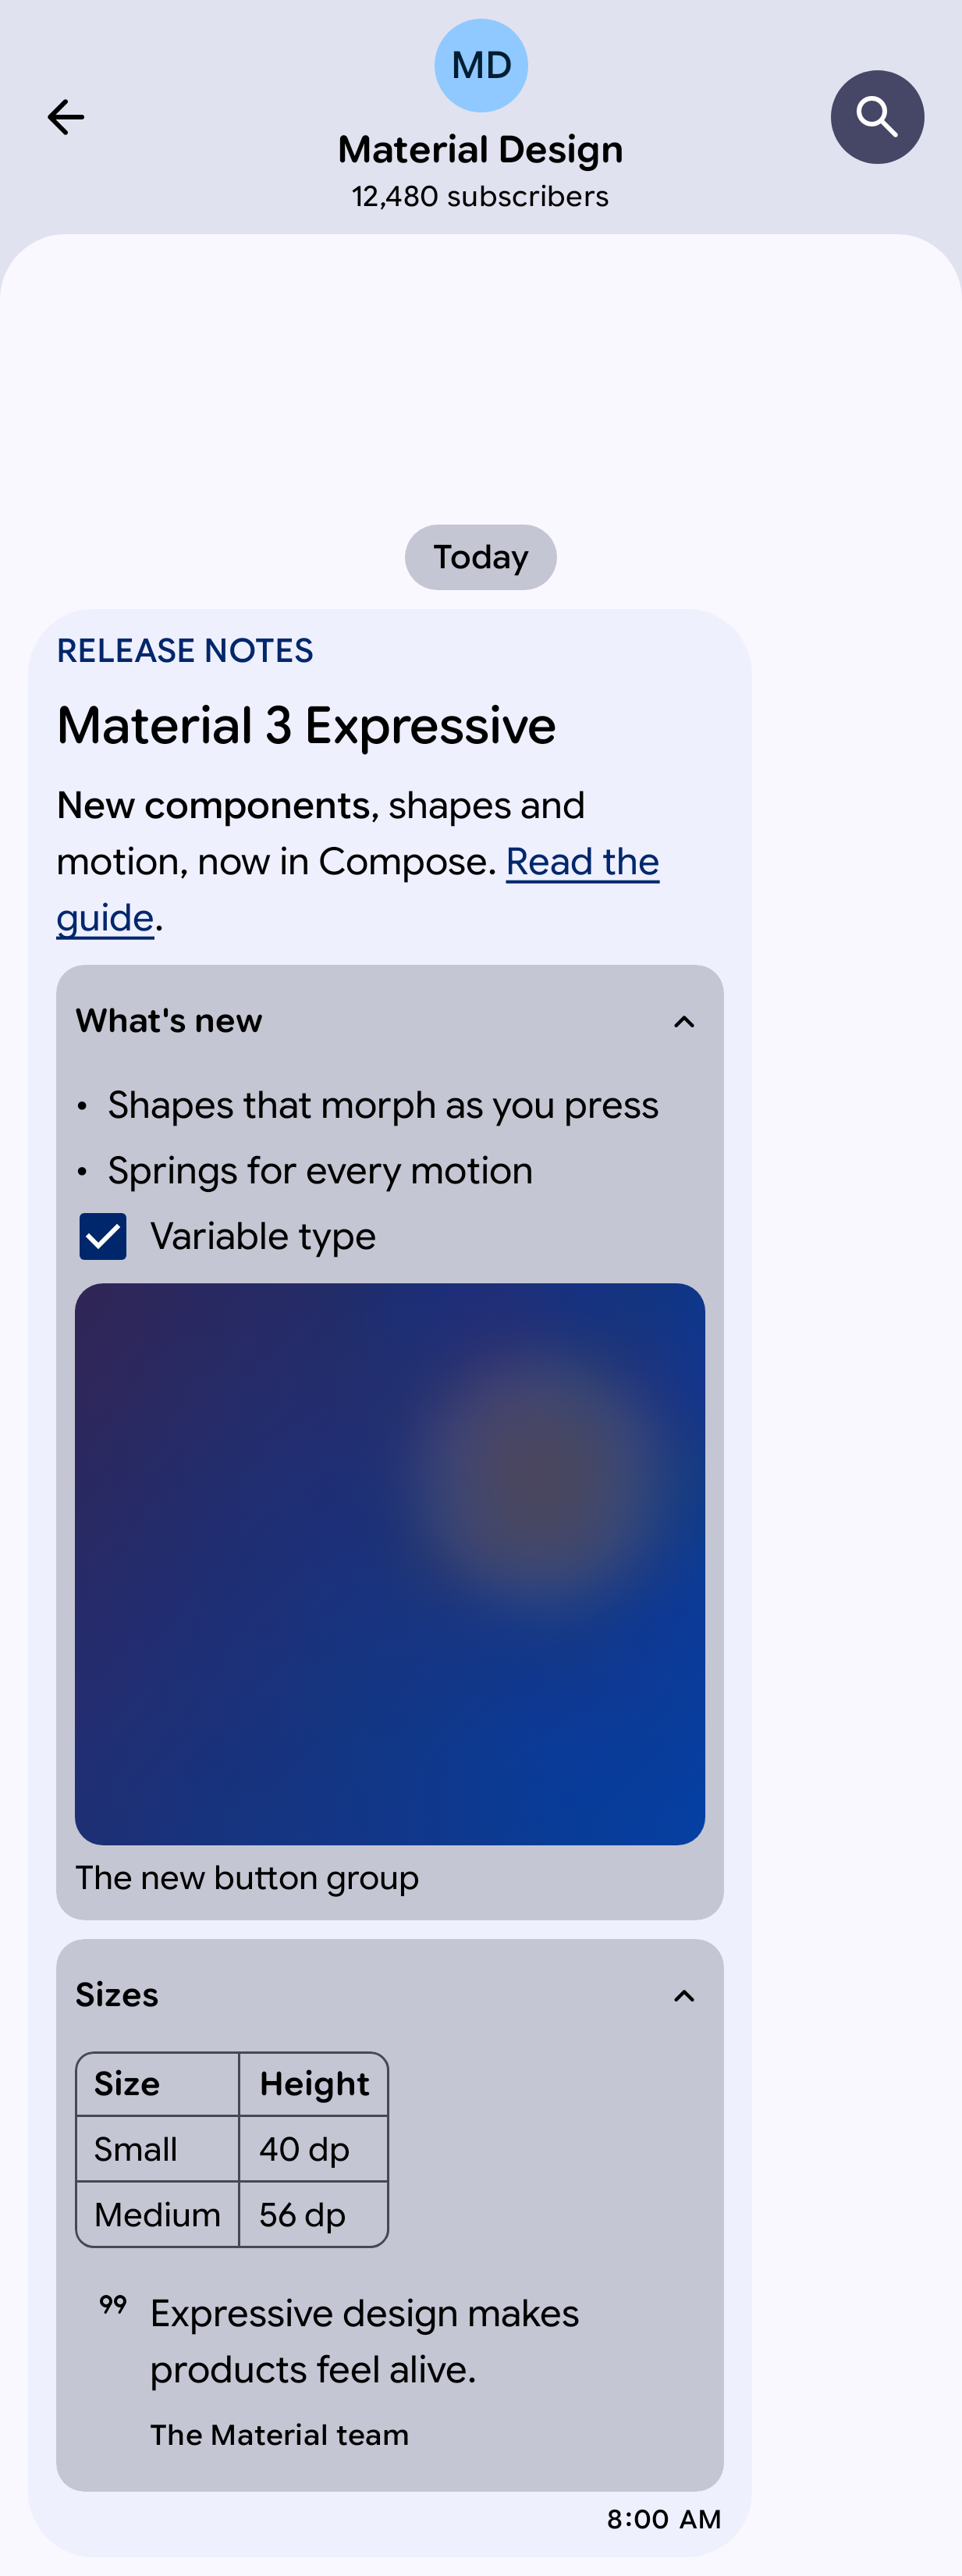 MD
Material Design
12,480 subscribers
Today
RELEASE NOTES
Material 3 Expressive
New components, shapes and
motion, now in Compose. Read the
guide.
What's new
• Shapes that morph as you press
• Springs for every motion
Variable type
The new button group
Sizes
Size Height
Small 40 dp
Medium 56 dp
" Expressive design makes
products feel alive.
The Material team
8:00 AM